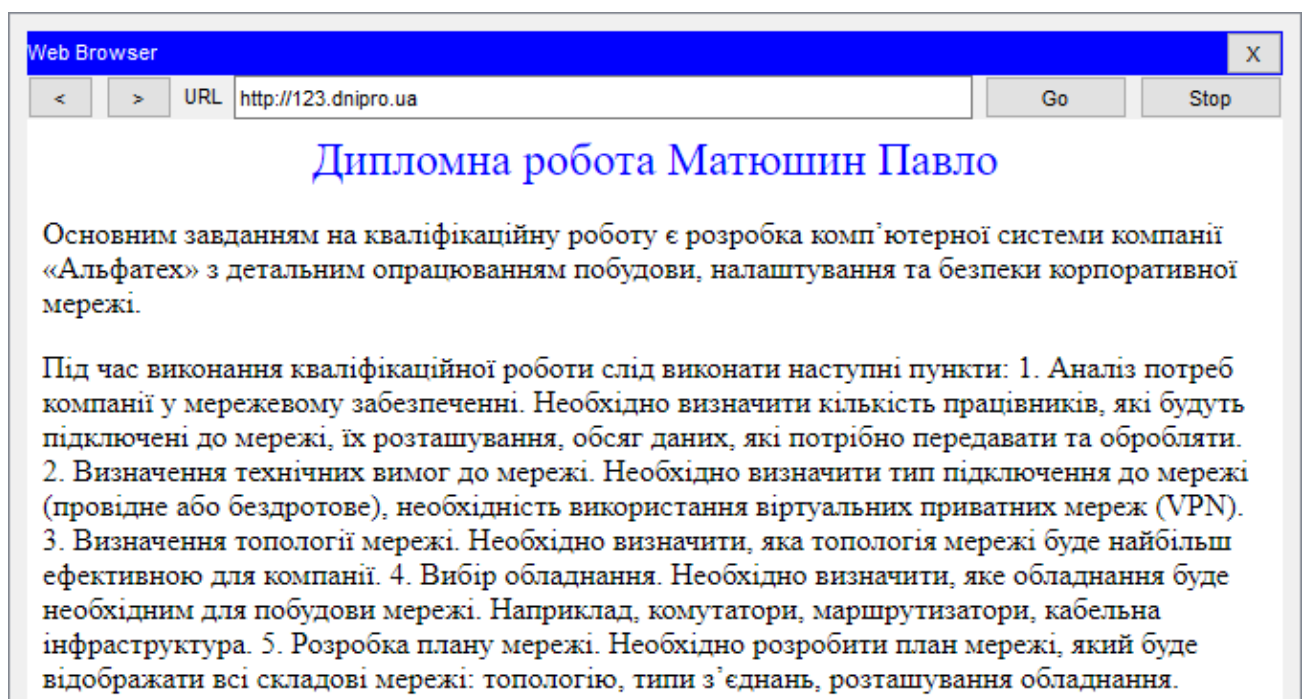 Web Browser X
< > URL http://123.dnipro.ua Go Stop
Дипломна робота Матюшин Павло
Основним завданням на кваліфікаційну роботу є розробка комп’ютерної системи компанії
«Альфатех» з детальним опрацюванням побудови, налаштування та безпеки корпоративної
мережі.
Під час виконання кваліфікаційної роботи слід виконати наступні пункти: 1. Аналіз потреб
компанії у мережевому забезпеченні. Необхідно визначити кількість працівників, які будуть
підключені до мережі, їх розташування, обсяг даних, які потрібно передавати та обробляти.
2. Визначення технічних вимог до мережі. Необхідно визначити тип підключення до мережі
(провідне або бездротове), необхідність використання віртуальних приватних мереж (VPN).
3. Визначення топології мережі. Необхідно визначити, яка топологія мережі буде найбільш
ефективною для компанії. 4. Вибір обладнання. Необхідно визначити, яке обладнання буде
необхідним для побудови мережі. Наприклад, комутатори, маршрутизатори, кабельна
інфраструктура. 5. Розробка плану мережі. Необхідно розробити план мережі, який буде
відображати всі складові мережі: топологію, типи з’єднань, розташування обладнання.